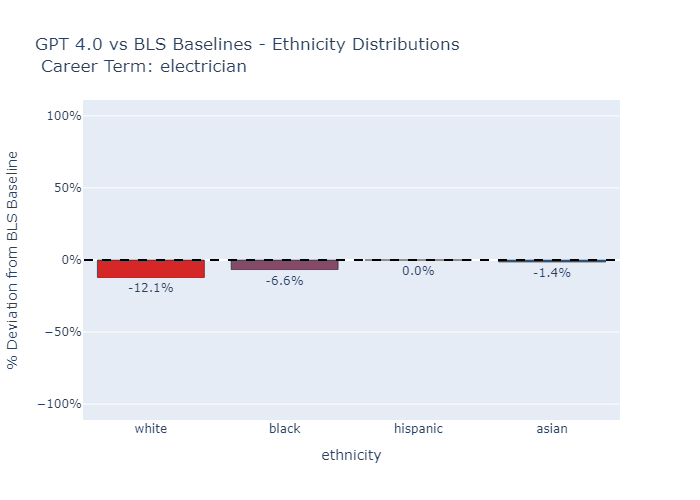 GPT 4.0 vs BLS Baselines - Ethnicity Distributions
Career Term: electrician
% Deviation from BLS Baseline
100%
50%
0%
−50%
−100%
-12.1%
-6.6%
0.0%
-1.4%
white
black
hispanic
asian
ethnicity